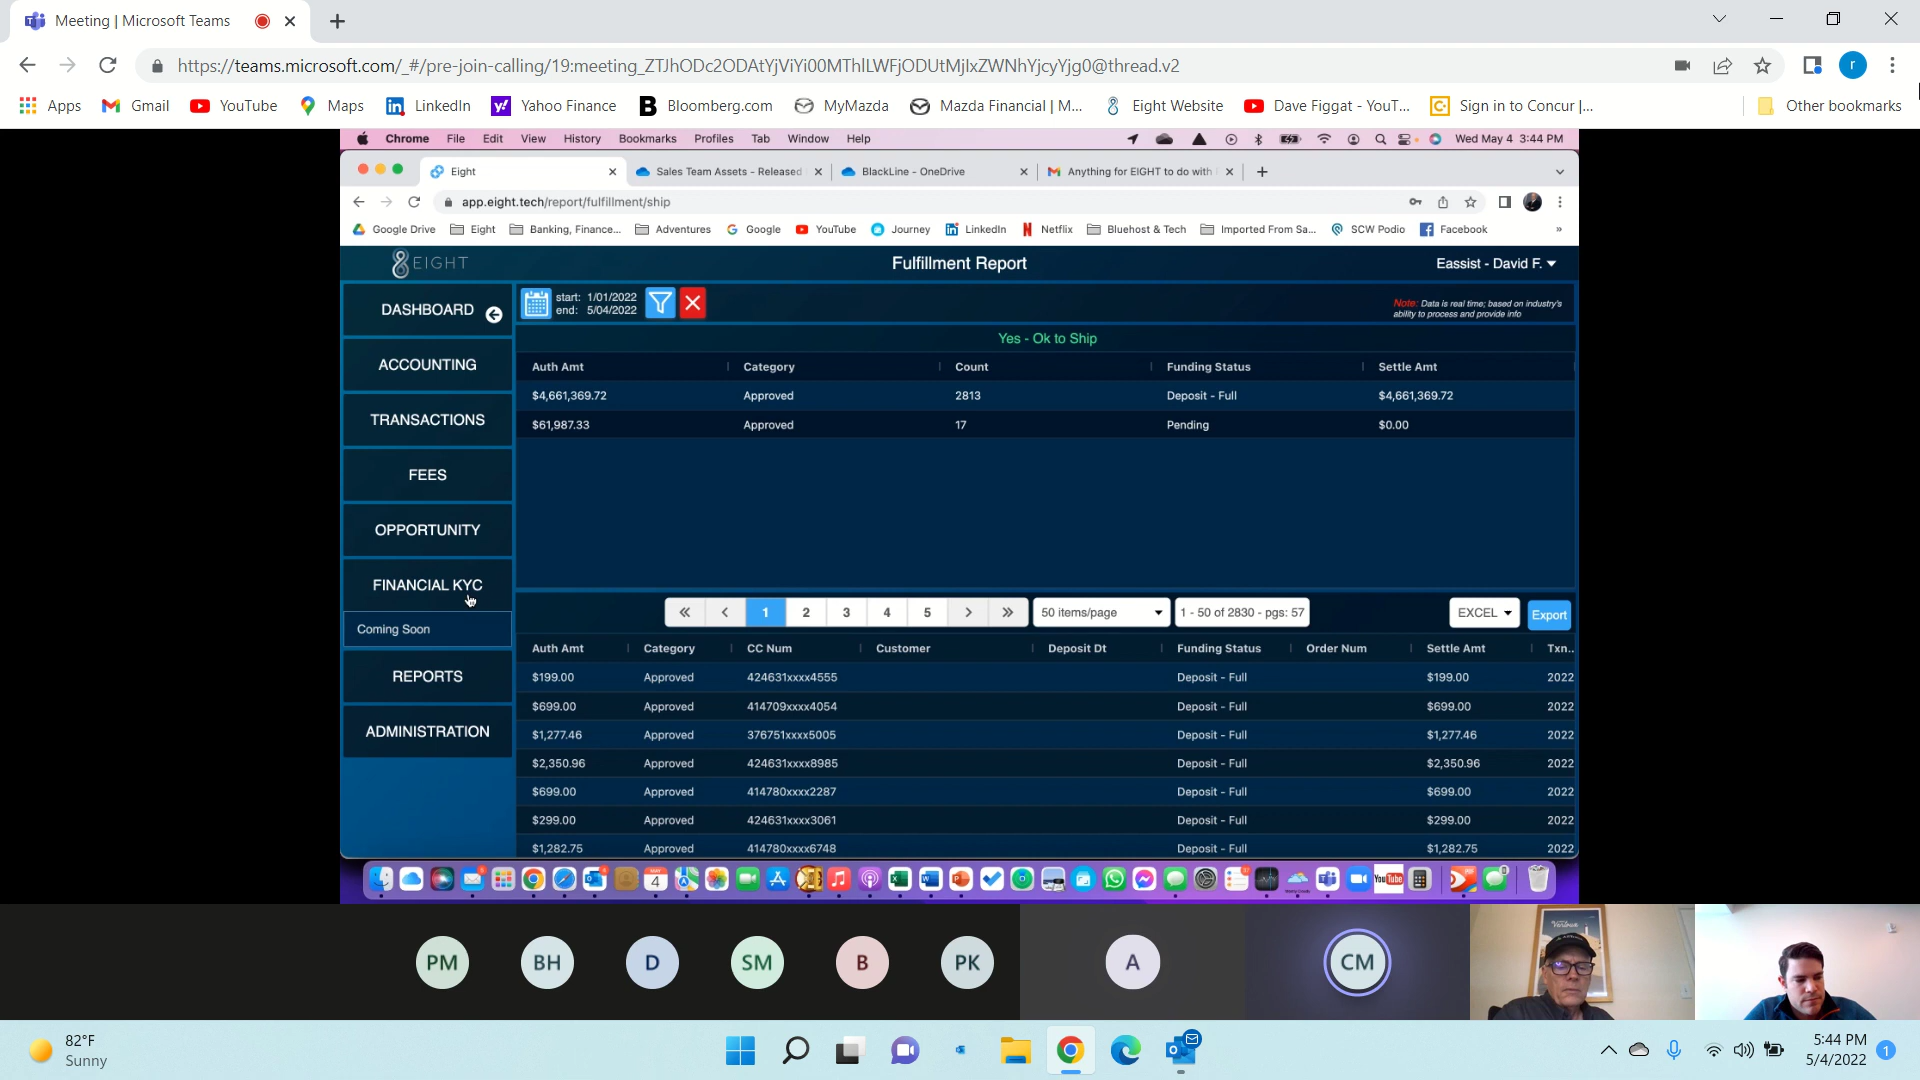 Meeting | Microsoft Teams
https://teams.microsoft.com/_#/pre-join-calling/19:meeting_ZTJhODc2ODAtYjViYi00MThlLWFjODUtMjIxZWNhYjcyYjg0@thread.v2
Apps Gmail YouTube Maps LinkedIn Yahoo Finance Bloomberg.com MyMazda Mazda Financial | M... Eight Website Dave Figgat - YouT... Sign in to Concur |... Other bookmarks
Chrome File Edit View History Bookmarks Profiles Tab Window Help Wed May 4 3:44 PM
Eight Sales Team Assets - Released BlackLine - OneDrive Anything for EIGHT to do with
app.eight.tech/report/fulfillment/ship
Google Drive Eight Banking, Finance... Adventures Google YouTube Journey LinkedIn Netflix Bluehost & Tech Imported From Sa... SCW Podio Facebook »
EIGHT Fulfillment Report Eassist - David F.
DASHBOARD
ACCOUNTING
TRANSACTIONS
FEES
OPPORTUNITY
FINANCIAL KYC
Coming Soon
REPORTS
ADMINISTRATION
start: 1/01/2022
end: 5/04/2022
Note: Data is real time; based on industry's
ability to process and provide info
Yes - Ok to Ship
Auth Amt Category Count Funding Status Settle Amt
$4,661,369.72 Approved 2813 Deposit - Full $4,661,369.72
$61,987.33 Approved 17 Pending $0.00
1 2 3 4 5 50 items/page 1 - 50 of 2830 - pgs: 57 EXCEL Export
Auth Amt Category CC Num Customer Deposit Dt Funding Status Order Num Settle Amt Txn..
$199.00 Approved 424631xxxx4555 Deposit - Full $199.00 2022
$699.00 Approved 414709xxxx4054 Deposit - Full $699.00 2022
$1,277.46 Approved 376751xxxx5005 Deposit - Full $1,277.46 2022
$2,350.96 Approved 424631xxxx8985 Deposit - Full $2,350.96 2022
$699.00 Approved 414780xxxx2287 Deposit - Full $699.00 2022
$299.00 Approved 424631xxxx3061 Deposit - Full $299.00 2022
$1,282.75 Approved 414780xxxx6748 Deposit - Full $1,282.75 2022
PM BH D SM B PK A CM
82°F
Sunny
5:44 PM
5/4/2022
1